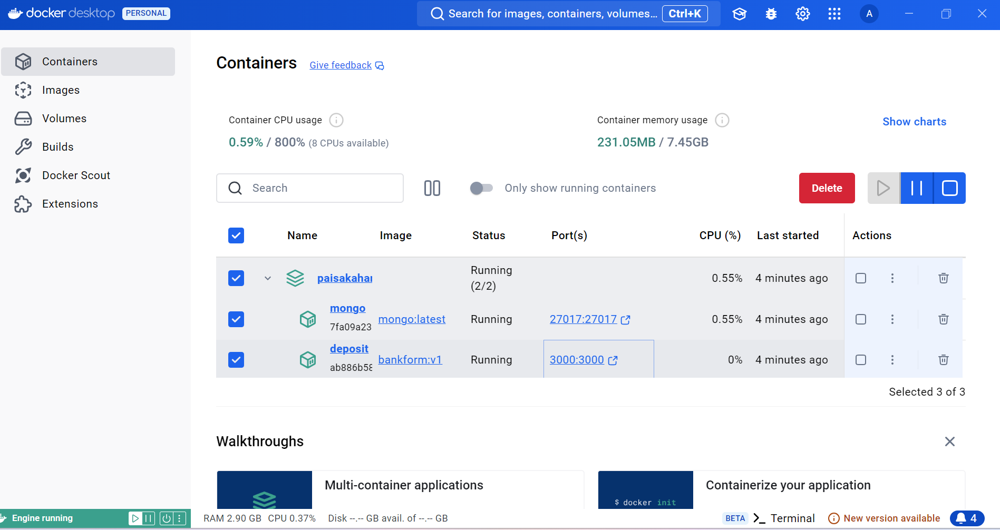 docker desktop PERSONAL
Search for images, containers, volumes... Ctrl+K
A
Containers
Images
Volumes
Builds
Docker Scout
Extensions
Containers Give feedback
Container CPU usage
0.59% / 800% (8 CPUs available)
Container memory usage
231.05MB / 7.45GB
Show charts
Search
Only show running containers
Delete
Name Image Status Port(s) CPU (%) Last started Actions
paisakahar Running (2/2) 0.55% 4 minutes ago
mongo
7fa09a23 mongo:latest Running 27017:27017 0.55% 4 minutes ago
deposit
ab886b58 bankform:v1 Running 3000:3000 0% 4 minutes ago
Selected 3 of 3
Walkthroughs
Multi-container applications
$ docker init
Containerize your application
Engine running
RAM 2.90 GB CPU 0.37% Disk --.-- GB avail. of --.-- GB
BETA >_ Terminal
New version available
4